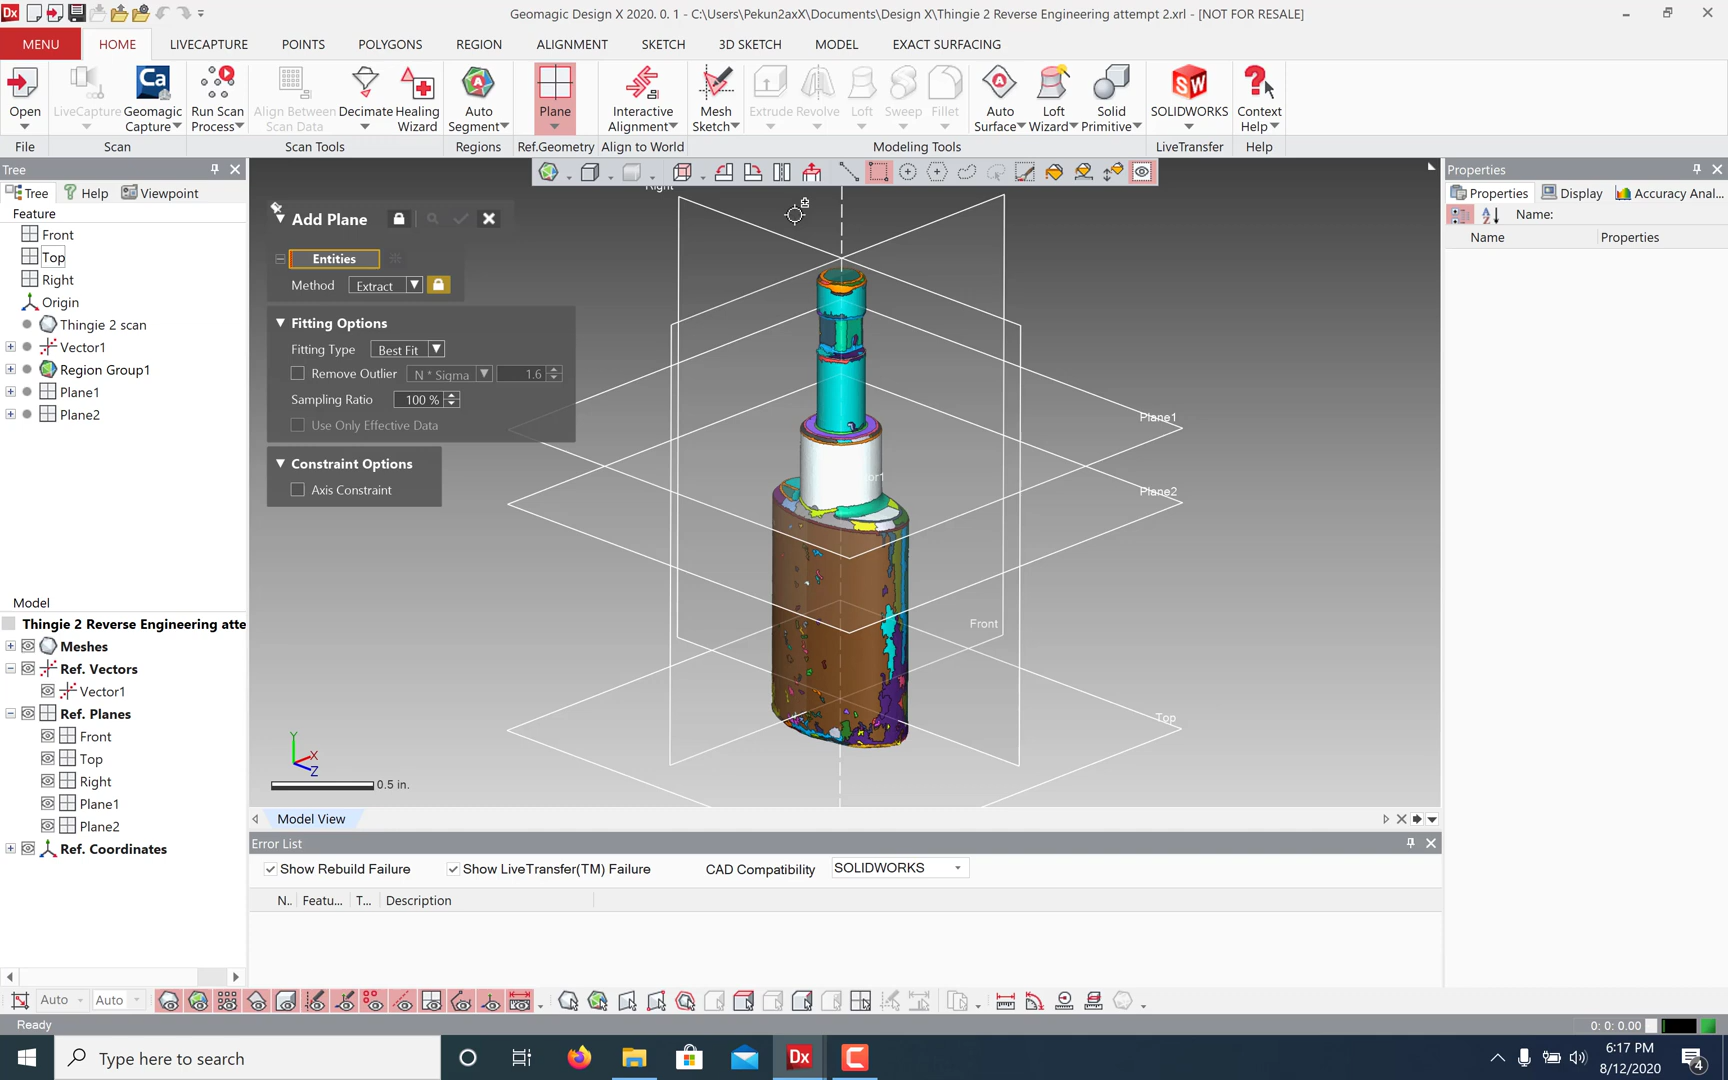 Dx
Geomagic Design X 2020. 0. 1 - C:\Users\Pekun2axX\Documents\Design X\Thingie 2 Reverse Engineering attempt 2.xrl - [NOT FOR RESALE]
MENU HOME LIVECAPTURE POINTS POLYGONS REGION ALIGNMENT SKETCH 3D SKETCH MODEL EXACT SURFACING
Open
LiveCapture
Ca Geomagic Capture
Run Scan Process
Align Between Scan Data
Decimate
Healing Wizard
Auto Segment
Plane
Interactive Alignment
Mesh Sketch
Extrude Revolve Loft Sweep Fillet
Auto Surface
Loft Wizard
Solid Primitive
SW SOLIDWORKS
Context Help
File Scan Scan Tools Regions Ref.Geometry Align to World Modeling Tools LiveTransfer Help
Tree
Tree Help Viewpoint
Feature
Front
Top
Right
Origin
Thingie 2 scan
Vector1
Region Group1
Plane1
Plane2
Add Plane
Entities
Method Extract
Fitting Options
Fitting Type Best Fit
Remove Outlier N * Sigma 1.6
Sampling Ratio 100 %
Use Only Effective Data
Constraint Options
Axis Constraint
Right
Plane1
Plane2
Front
Top
Y
X
Z
0.5 in.
Properties
Properties Display Accuracy Anal...
Name:
Name Properties
Model
Thingie 2 Reverse Engineering atte
Meshes
Ref. Vectors
Vector1
Ref. Planes
Front
Top
Right
Plane1
Plane2
Ref. Coordinates
Model View
Error List
Show Rebuild Failure Show LiveTransfer(TM) Failure CAD Compatibility SOLIDWORKS
N.. Featu... T... Description
Auto Auto
Ready
0: 0: 0.00
Type here to search
Dx
6:17 PM
8/12/2020
4